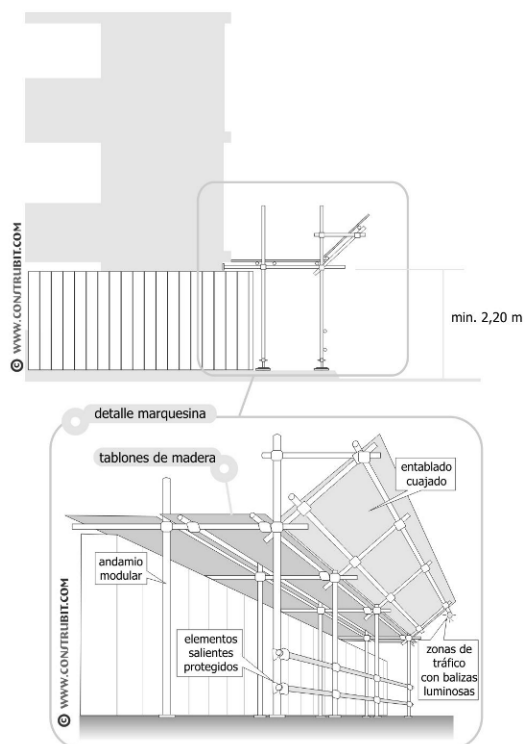 © WWW.CONSTRUBIT.COM
min. 2,20 m
detalle marquesina
tablones de madera
entablado
cuajado
andamio
modular
elementos
salientes
protegidos
zonas de
tráfico
con balizas
luminosas
© WWW.CONSTRUBIT.COM